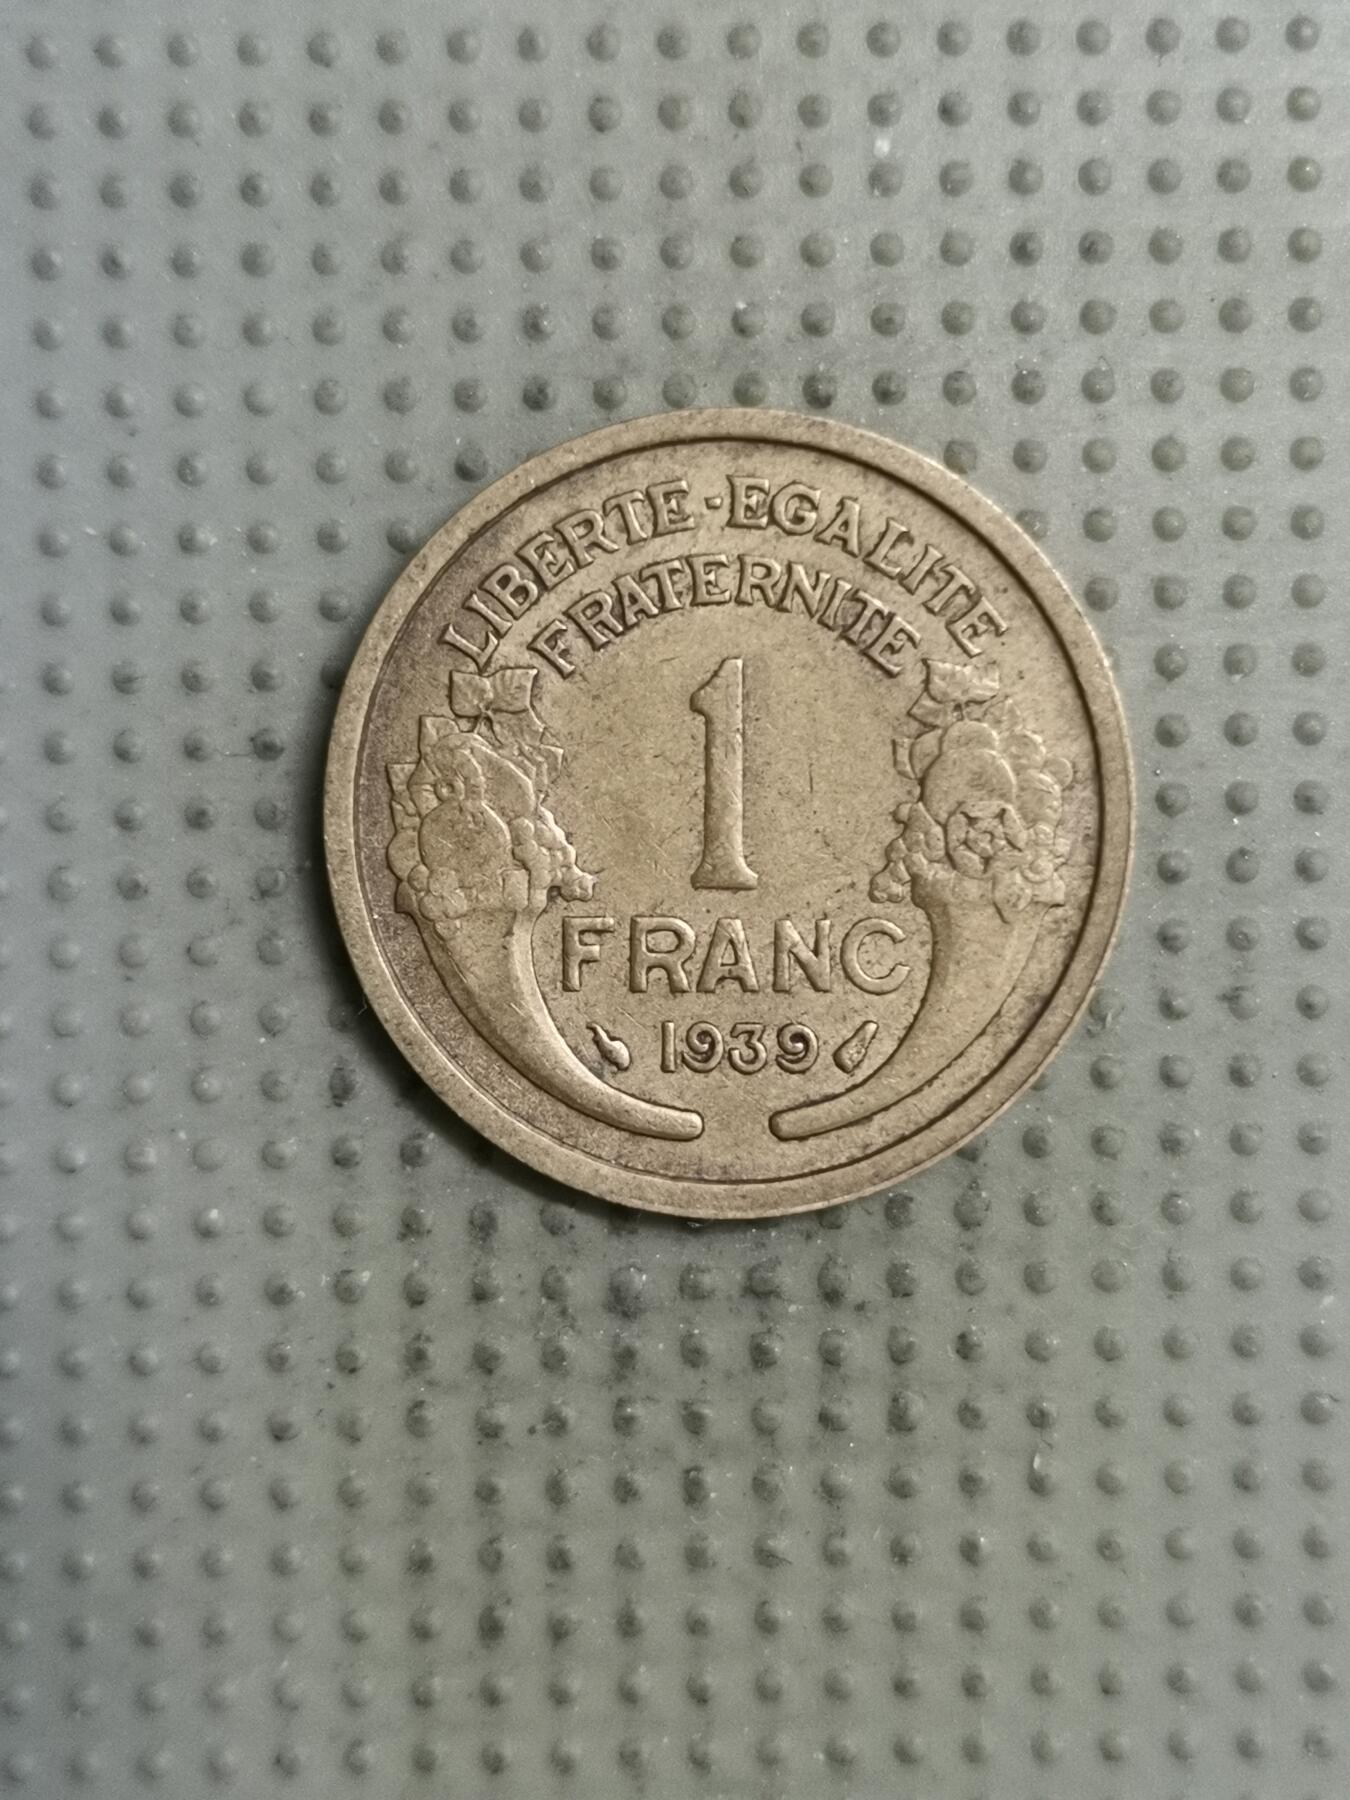 LIBERTE·EGALITE
FRATERNITE
1
FRANC
1939